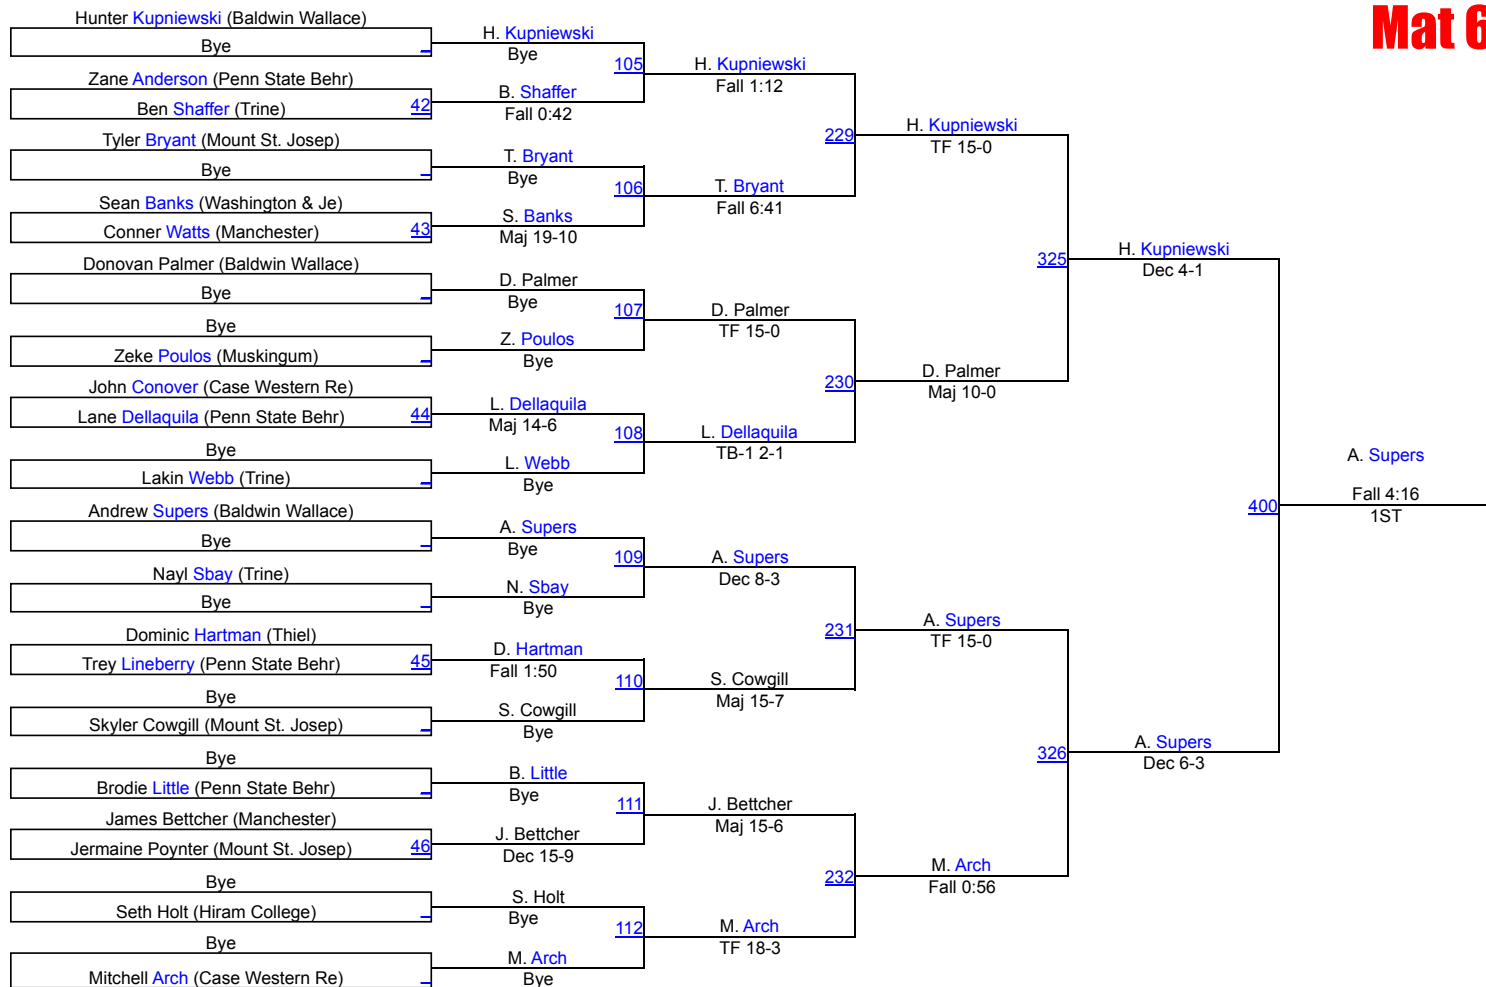 Mat 6
Hunter Kupniewski (Baldwin Wallace)
Bye
Zane Anderson (Penn State Behr)
42
Ben Shaffer (Trine)
Tyler Bryant (Mount St. Josep)
Bye
Sean Banks (Washington & Je)
43
Conner Watts (Manchester)
Donovan Palmer (Baldwin Wallace)
Bye
Bye
Zeke Poulos (Muskingum)
John Conover (Case Western Re)
44
Lane Dellaquila (Penn State Behr)
Bye
Lakin Webb (Trine)
Andrew Supers (Baldwin Wallace)
Bye
Nayl Sbay (Trine)
Bye
Dominic Hartman (Thiel)
45
Trey Lineberry (Penn State Behr)
Bye
Skyler Cowgill (Mount St. Josep)
Bye
Brodie Little (Penn State Behr)
James Bettcher (Manchester)
46
Jermaine Poynter (Mount St. Josep)
Bye
Seth Holt (Hiram College)
Bye
Mitchell Arch (Case Western Re)
H. Kupniewski
Bye
105
B. Shaffer
Fall 0:42
T. Bryant
Bye
106
S. Banks
Maj 19-10
D. Palmer
Bye
107
Z. Poulos
Bye
L. Dellaquila
Maj 14-6
108
L. Webb
Bye
A. Supers
Bye
109
N. Sbay
Bye
D. Hartman
Fall 1:50
110
S. Cowgill
Bye
B. Little
Bye
111
J. Bettcher
Dec 15-9
S. Holt
Bye
112
M. Arch
Bye
H. Kupniewski
Fall 1:12
229
T. Bryant
Fall 6:41
D. Palmer
TF 15-0
230
L. Dellaquila
TB-1 2-1
A. Supers
Dec 8-3
231
S. Cowgill
Maj 15-7
J. Bettcher
Maj 15-6
232
M. Arch
TF 18-3
H. Kupniewski
TF 15-0
325
D. Palmer
Maj 10-0
A. Supers
TF 15-0
326
M. Arch
Fall 0:56
H. Kupniewski
Dec 4-1
400
A. Supers
Dec 6-3
A. Supers
Fall 4:16
1ST